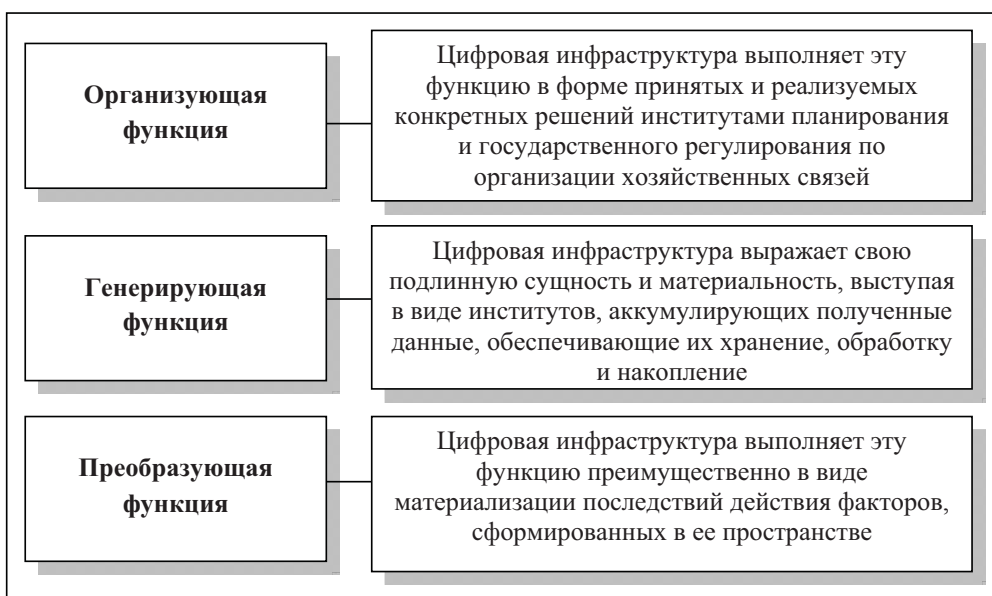 Организующая
функция
Цифровая инфраструктура выполняет эту
функцию в форме принятых и реализуемых
конкретных решений институтами планирования
и государственного регулирования по
организации хозяйственных связей
Генерирующая
функция
Цифровая инфраструктура выражает свою
подлинную сущность и материальность, выступая
в виде институтов, аккумулирующих полученные
данные, обеспечивающие их хранение, обработку
и накопление
Преобразующая
функция
Цифровая инфраструктура выполняет эту
функцию преимущественно в виде
материализации последствий действия факторов,
сформированных в ее пространстве